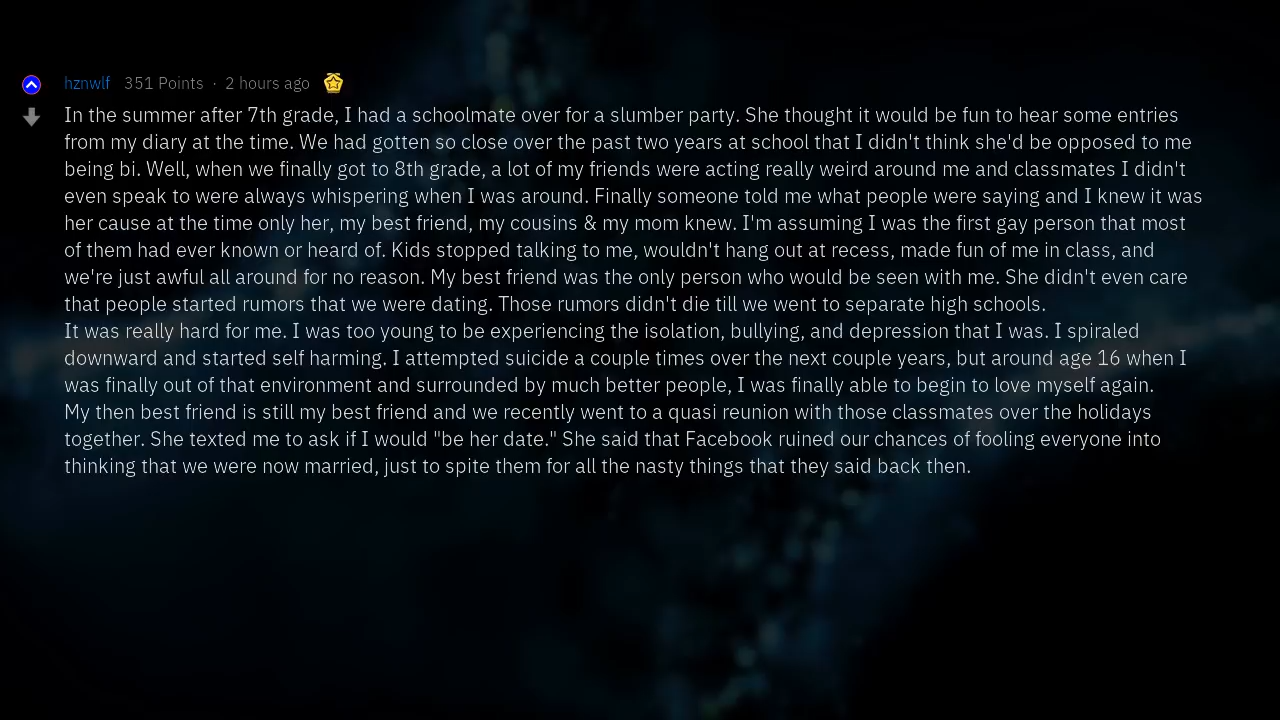 hznwlf 351 Points · 2 hours ago
In the summer after 7th grade, I had a schoolmate over for a slumber party. She thought it would be fun to hear some entries
from my diary at the time. We had gotten so close over the past two years at school that I didn't think she'd be opposed to me
being bi. Well, when we finally got to 8th grade, a lot of my friends were acting really weird around me and classmates I didn't
even speak to were always whispering when I was around. Finally someone told me what people were saying and I knew it was
her cause at the time only her, my best friend, my cousins & my mom knew. I'm assuming I was the first gay person that most
of them had ever known or heard of. Kids stopped talking to me, wouldn't hang out at recess, made fun of me in class, and
we're just awful all around for no reason. My best friend was the only person who would be seen with me. She didn't even care
that people started rumors that we were dating. Those rumors didn't die till we went to separate high schools.
It was really hard for me. I was too young to be experiencing the isolation, bullying, and depression that I was. I spiraled
downward and started self harming. I attempted suicide a couple times over the next couple years, but around age 16 when I
was finally out of that environment and surrounded by much better people, I was finally able to begin to love myself again.
My then best friend is still my best friend and we recently went to a quasi reunion with those classmates over the holidays
together. She texted me to ask if I would "be her date." She said that Facebook ruined our chances of fooling everyone into
thinking that we were now married, just to spite them for all the nasty things that they said back then.